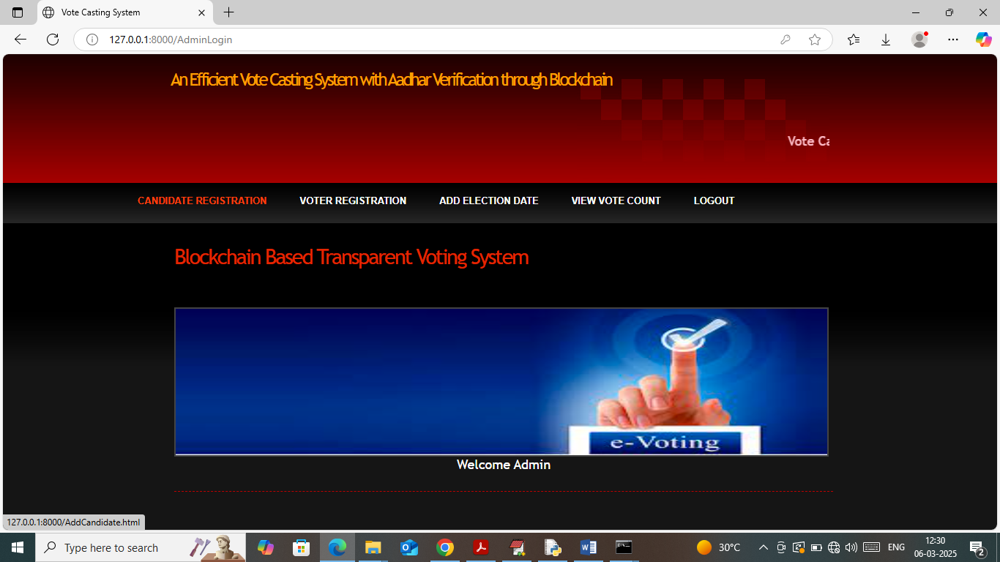 Vote Casting System
127.0.0.1:8000/AdminLogin
An Efficient Vote Casting System with Aadhar Verification through Blockchain
Vote Ca
CANDIDATE REGISTRATION VOTER REGISTRATION ADD ELECTION DATE VIEW VOTE COUNT LOGOUT
Blockchain Based Transparent Voting System
e-Voting
Welcome Admin
127.0.0.1:8000/AddCandidate.html
Type here to search
30°C
ENG
12:30
06-03-2025
2